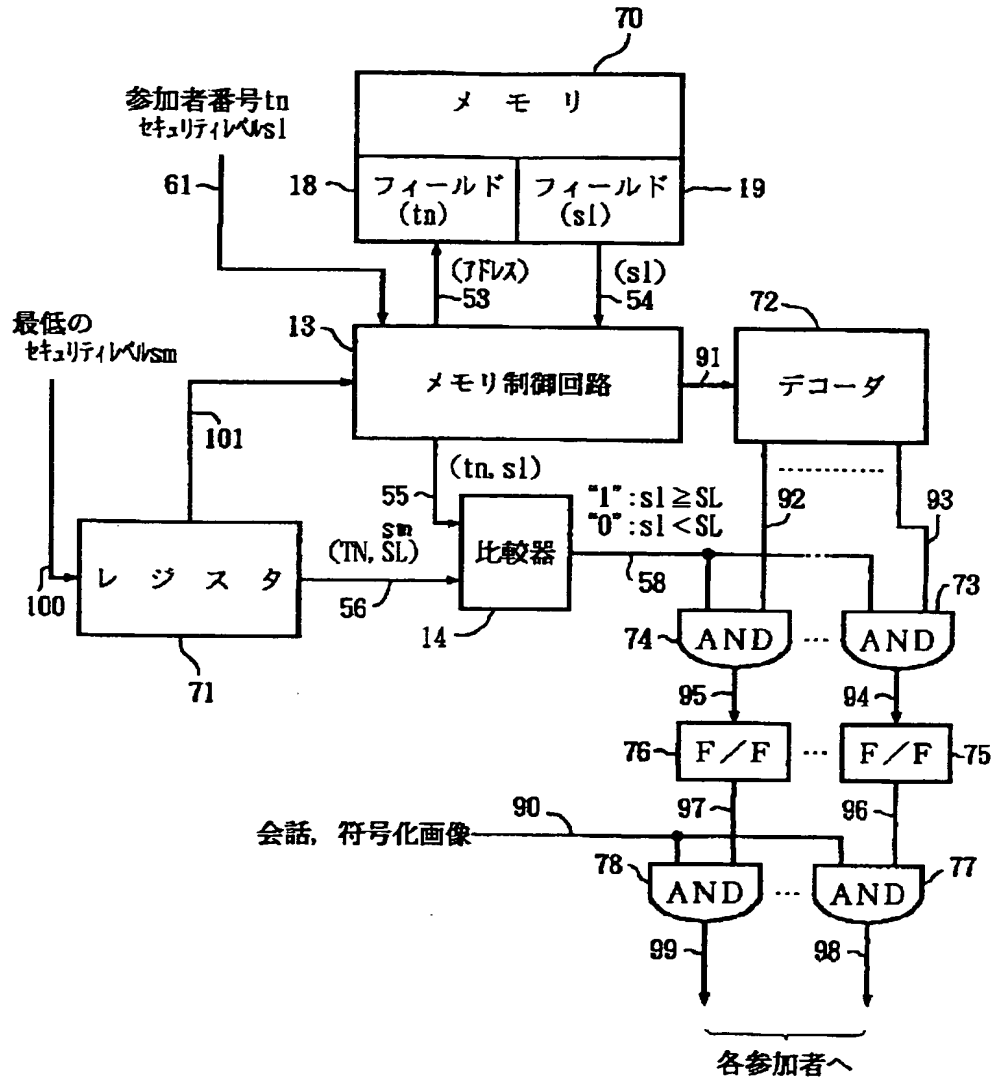 70
メモリ
参加者番号tn
セキュリティレベルsl
61
18
フィールド
(tn)
フィールド
(sl)
19
(アドレス)
53
(sl)
54
最低の
セキュリティレベルsm
13
メモリ制御回路
91
72
デコーダ
101
(tn,sl)
55
"1":sl≧SL
"0":sl<SL
92
93
100
レジスタ
71
sm
(TN,SL)
56
比較器
14
58
74
AND
...
AND
73
95
94
76
F/F
...
F/F
75
97
96
会話, 符号化画像
90
78
AND
...
AND
77
99
98
各参加者へ